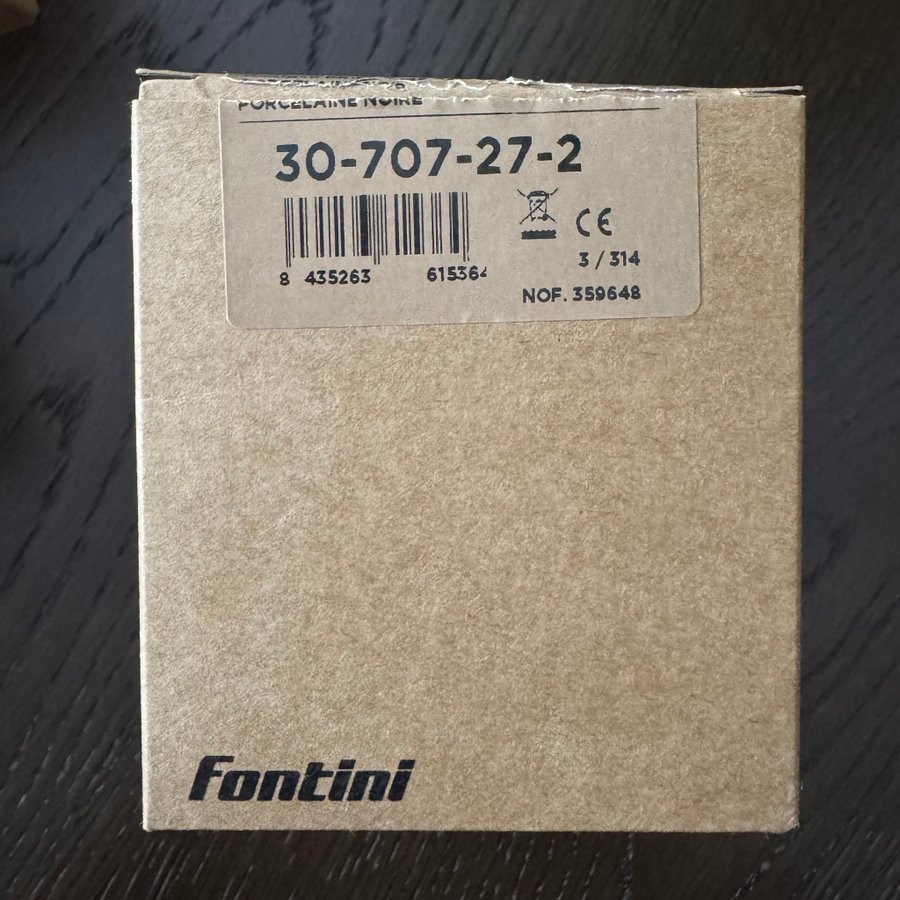 PORCELAINE NOIRE
30-707-27-2
CE
8 435263 615364
3 / 314
NOF. 359648
Fontini